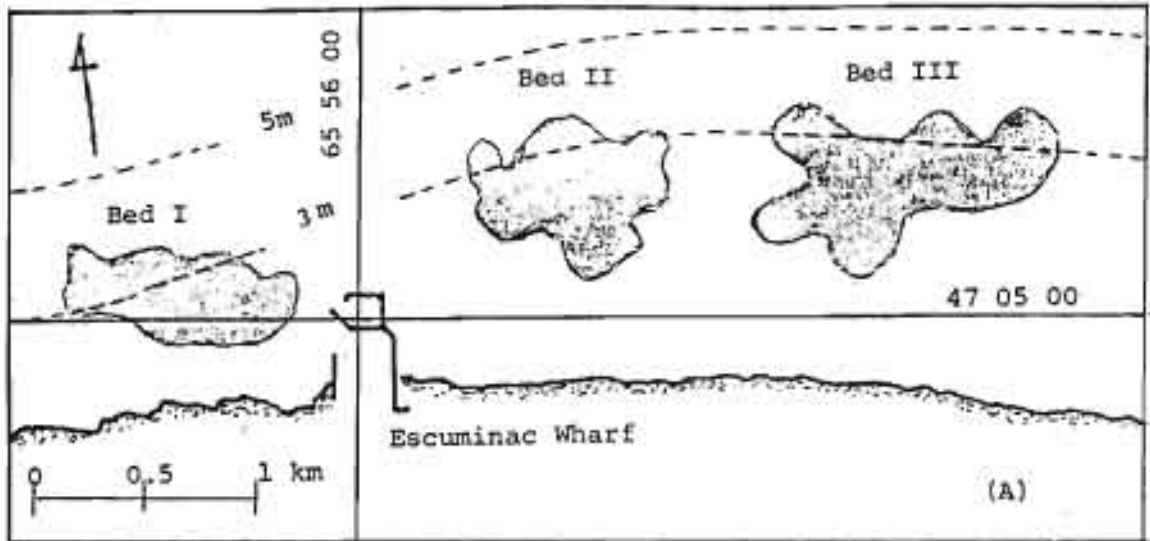 65 56 00
5m
Bed I
3m
Bed II
Bed III
47 05 00
Escuminac Wharf
0 0.5 1 km
(A)